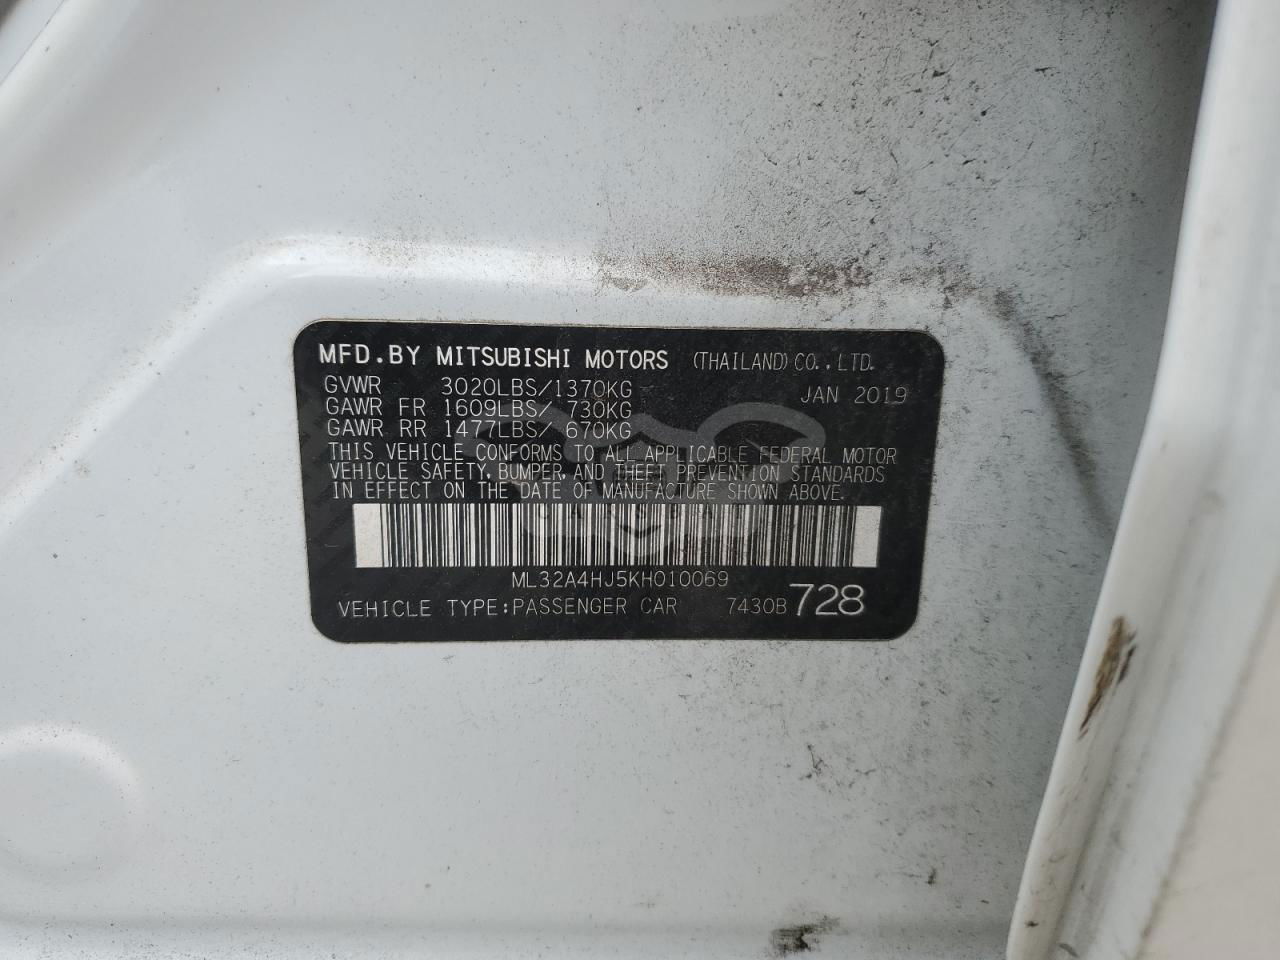 MFD.BY MITSUBISHI MOTORS (THAILAND)CO.,LTD.
GVWR 3020LBS/1370KG JAN 2019
GAWR FR 1609LBS/ 730KG
GAWR RR 1477LBS/ 670KG
THIS VEHICLE CONFORMS TO ALL APPLICABLE FEDERAL MOTOR
VEHICLE SAFETY, BUMPER, AND THEFT PREVENTION STANDARDS
IN EFFECT ON THE DATE OF MANUFACTURE SHOWN ABOVE.
ML32A4HJ5KH010069
VEHICLE TYPE:PASSENGER CAR 7430B 728